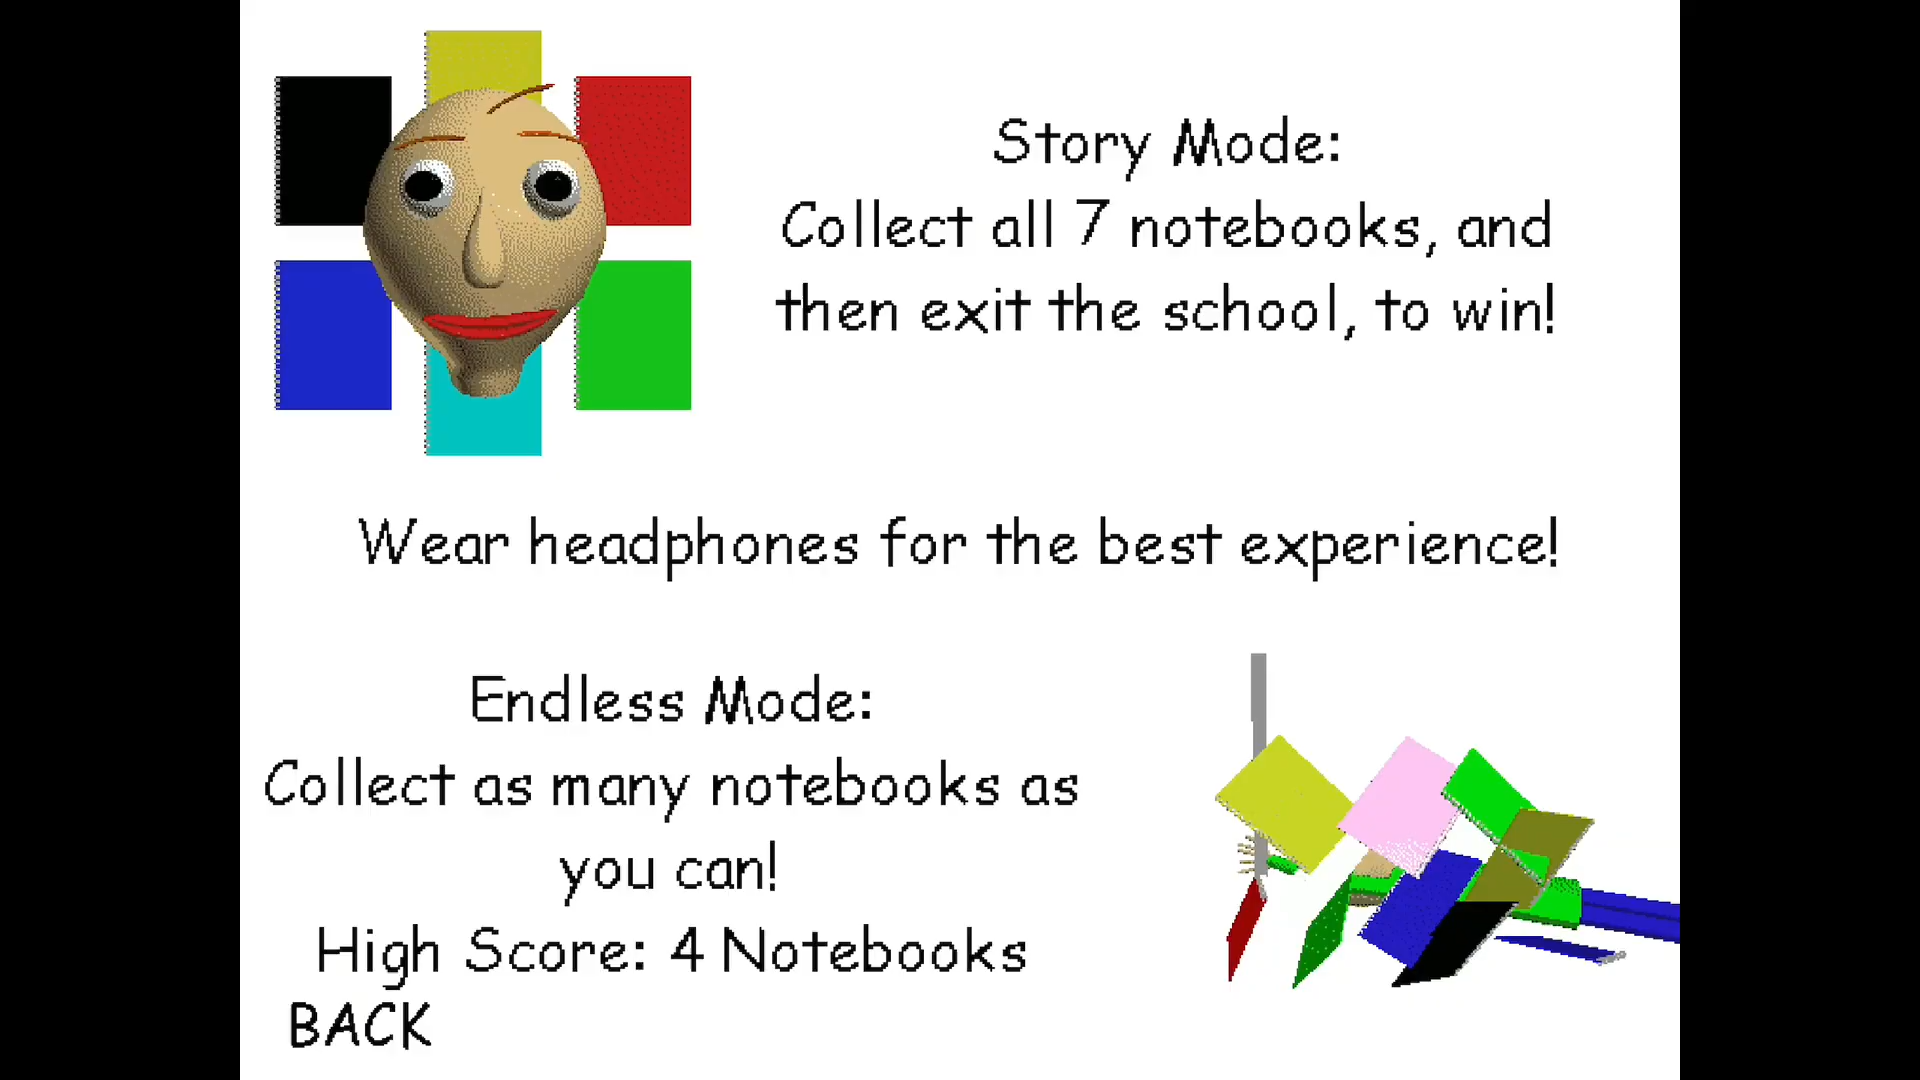 Story Mode:
Collect all 7 notebooks, and
then exit the school, to win!
Wear headphones for the best experience!
Endless Mode:
Collect as many notebooks as
you can!
High Score: 4 Notebooks
BACK